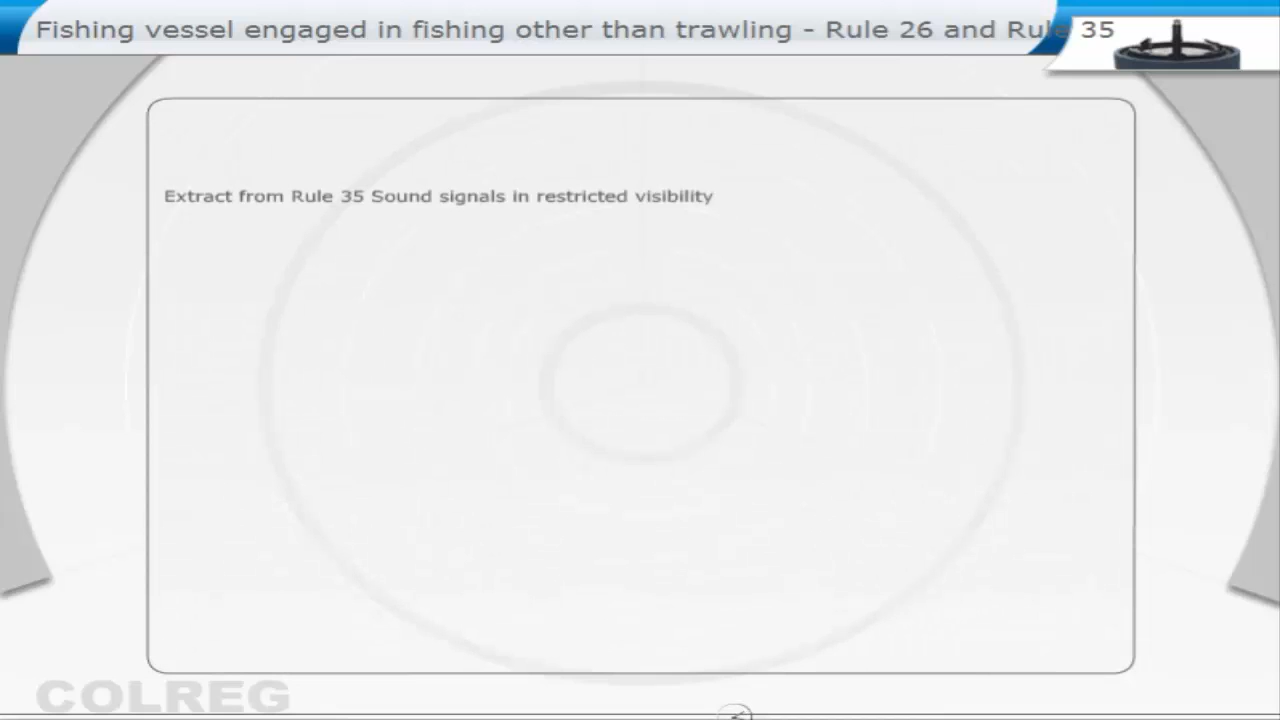 Fishing vessel engaged in fishing other than trawling - Rule 26 and Rule 35
Extract from Rule 35 Sound signals in restricted visibility
COLREG